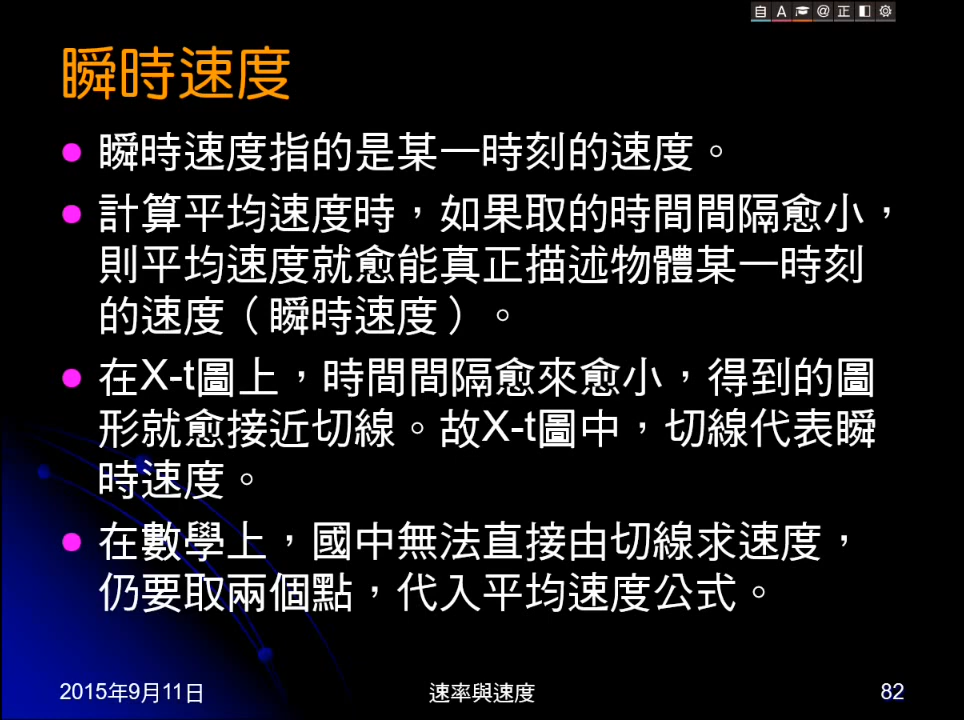 自 A @ 正
瞬時速度
瞬時速度指的是某一時刻的速度。
計算平均速度時，如果取的時間間隔愈小，
則平均速度就愈能真正描述物體某一時刻
的速度（瞬時速度）。
在X-t圖上，時間間隔愈來愈小，得到的圖
形就愈接近切線。故X-t圖中，切線代表瞬
時速度。
在數學上，國中無法直接由切線求速度，
仍要取兩個點，代入平均速度公式。
2015年9月11日
速率與速度
82